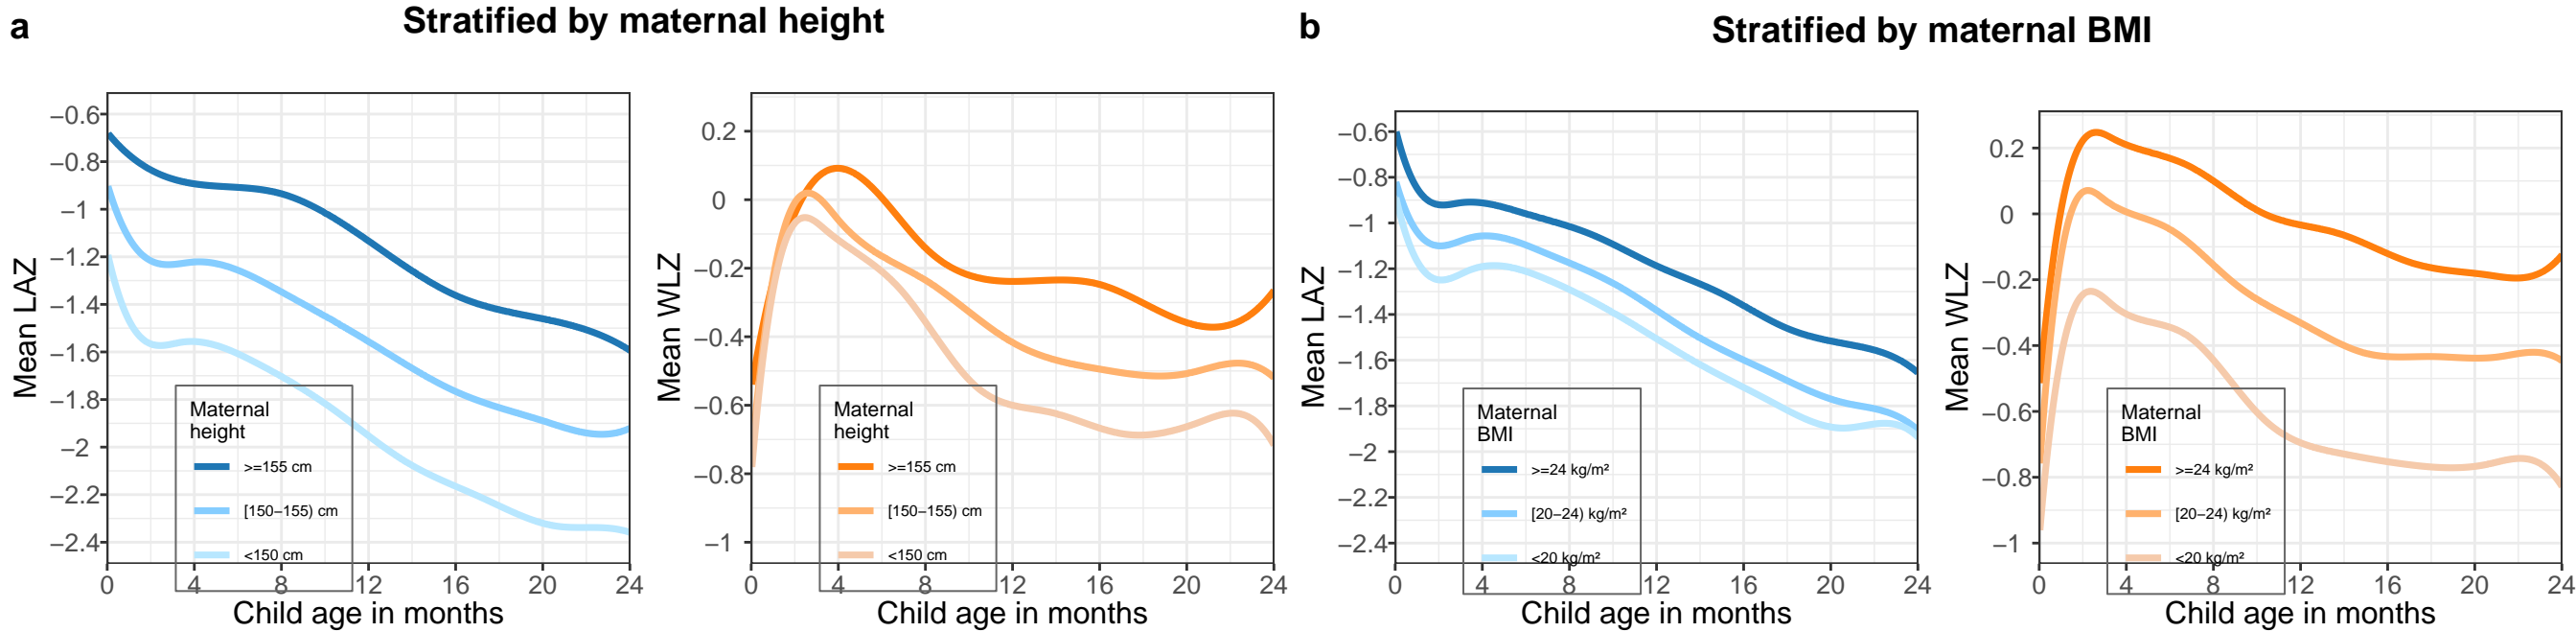 a
Stratified by maternal height
b
Stratified by maternal BMI
Mean LAZ
−0.6
−0.8
−1
−1.2
−1.4
−1.6
−1.8
−2
−2.2
−2.4
Maternal
height
>=155 cm
[150−155) cm
<150 cm
0 4 8 12 16 20 24
Child age in months
Mean WLZ
0.2
0
−0.2
−0.4
−0.6
−0.8
−1
Maternal
height
>=155 cm
[150−155) cm
<150 cm
0 4 8 12 16 20 24
Child age in months
Mean LAZ
−0.6
−0.8
−1
−1.2
−1.4
−1.6
−1.8
−2
−2.2
−2.4
Maternal
BMI
>=24 kg/m²
[20−24) kg/m²
<20 kg/m²
0 4 8 12 16 20 24
Child age in months
Mean WLZ
0.2
0
−0.2
−0.4
−0.6
−0.8
−1
Maternal
BMI
>=24 kg/m²
[20−24) kg/m²
<20 kg/m²
0 4 8 12 16 20 24
Child age in months